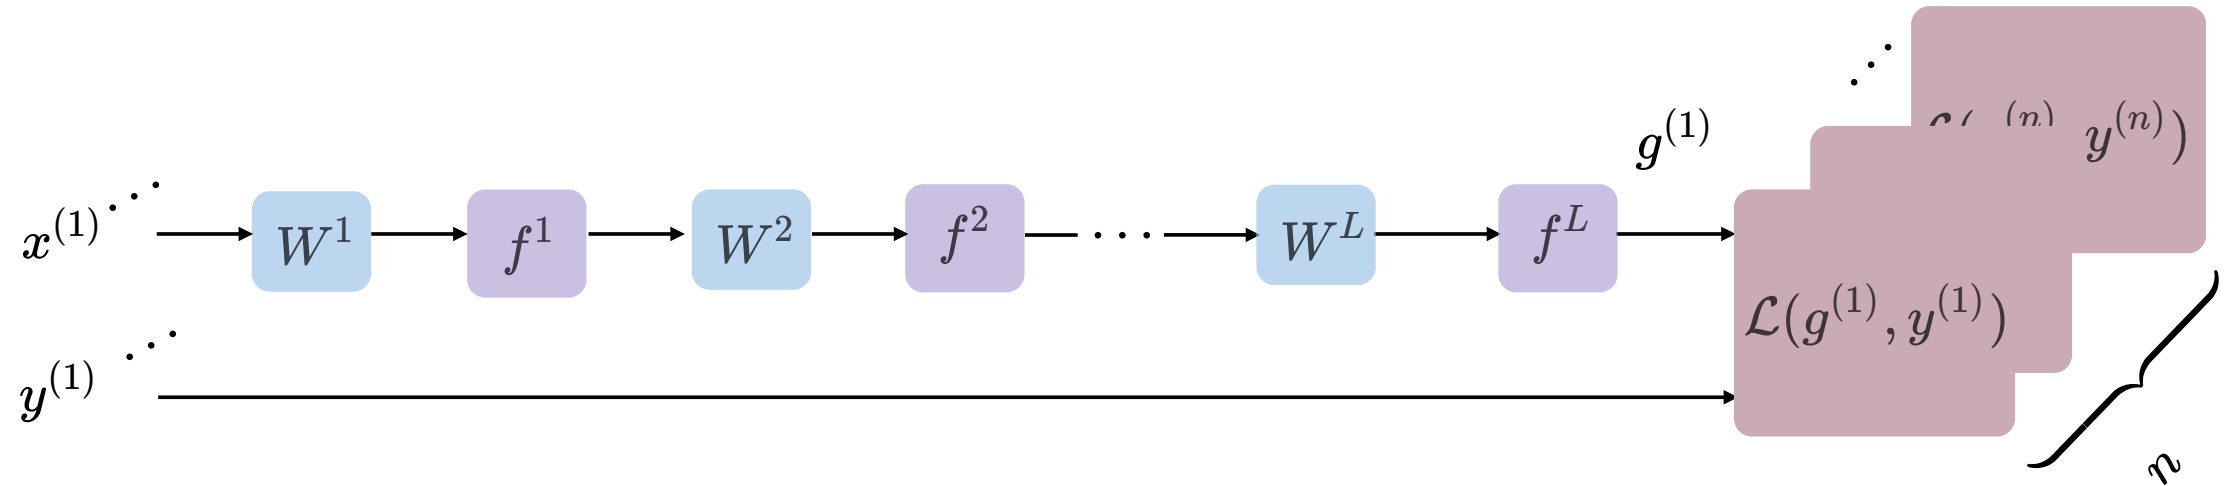 x^{(1)} ⋰ W^1 f^1 W^2 f^2 ⋯ W^L f^L g^{(1)} ⋰
y^{(1)} ⋰
𝓛( ^{(n)} y^{(n)})
𝓛(g^{(1)}, y^{(1)})
n